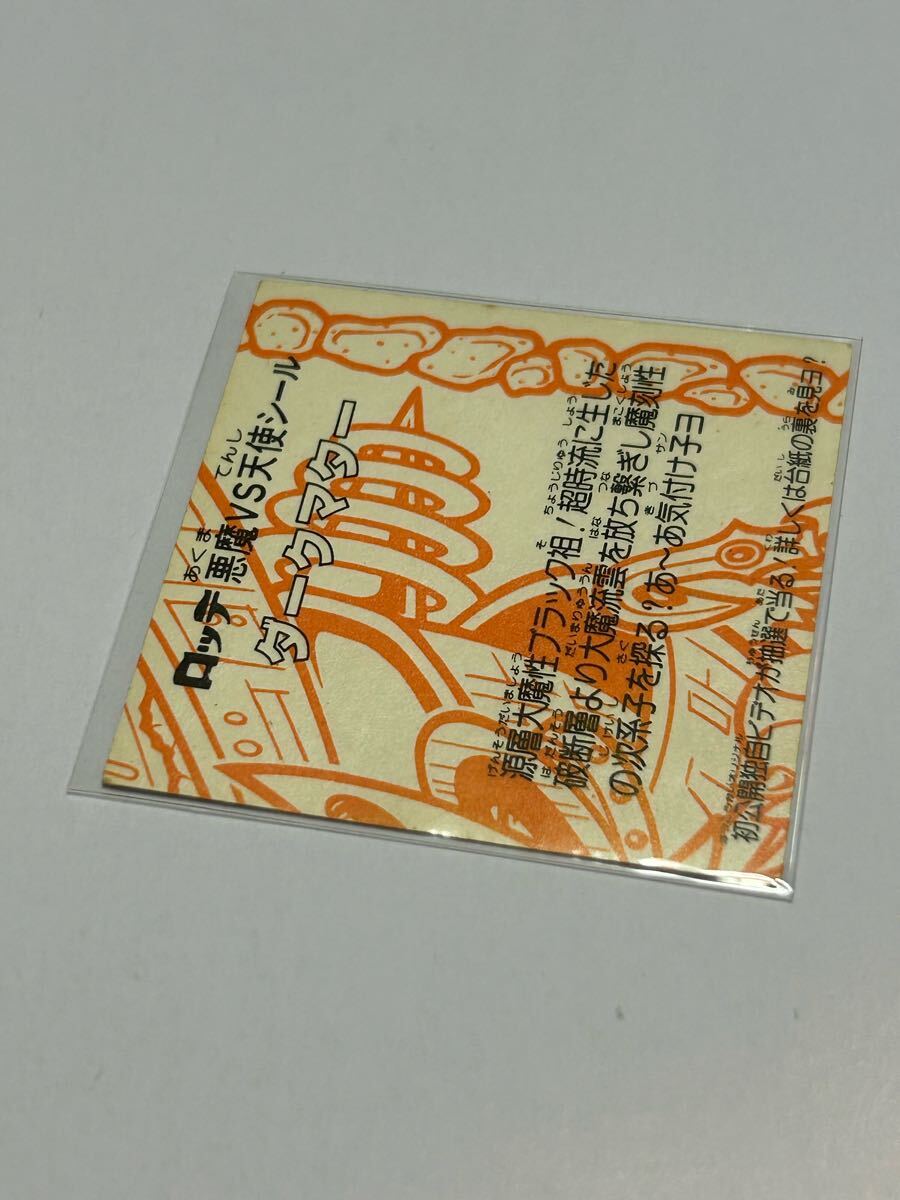 ロッテ悪魔VS天使シール
ダークマター
源層大魔性ブラック祖!超時流に生じた
破断層より大魔流雲を放ち繋ぎし魔刻性
の次系子を探る?あ〜あ気付け子ヨ
初公開独自ビデオが抽選で当る!詳しくは台紙の裏を見ヨ?